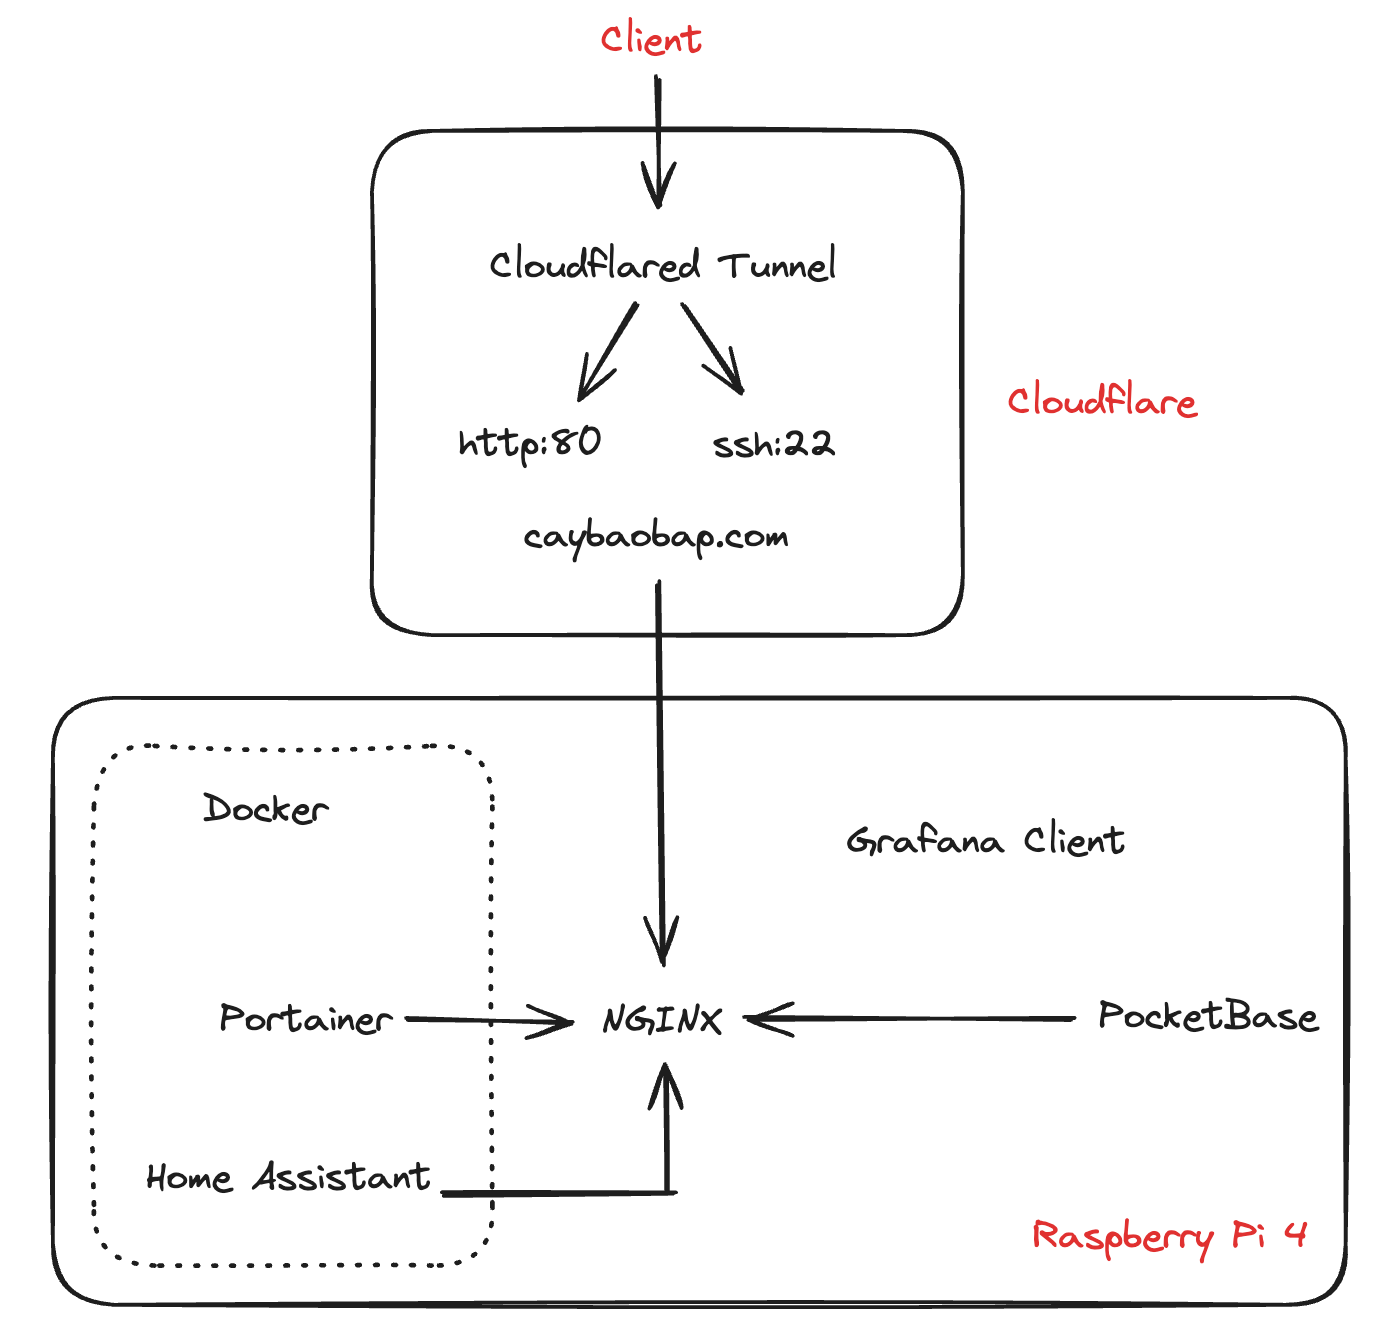 Client
Cloudflared Tunnel
Cloudflare
http:80
ssh:22
caybaobap.com
Docker
Grafana Client
Portainer
NGINX
PocketBase
Home Assistant
Raspberry Pi 4